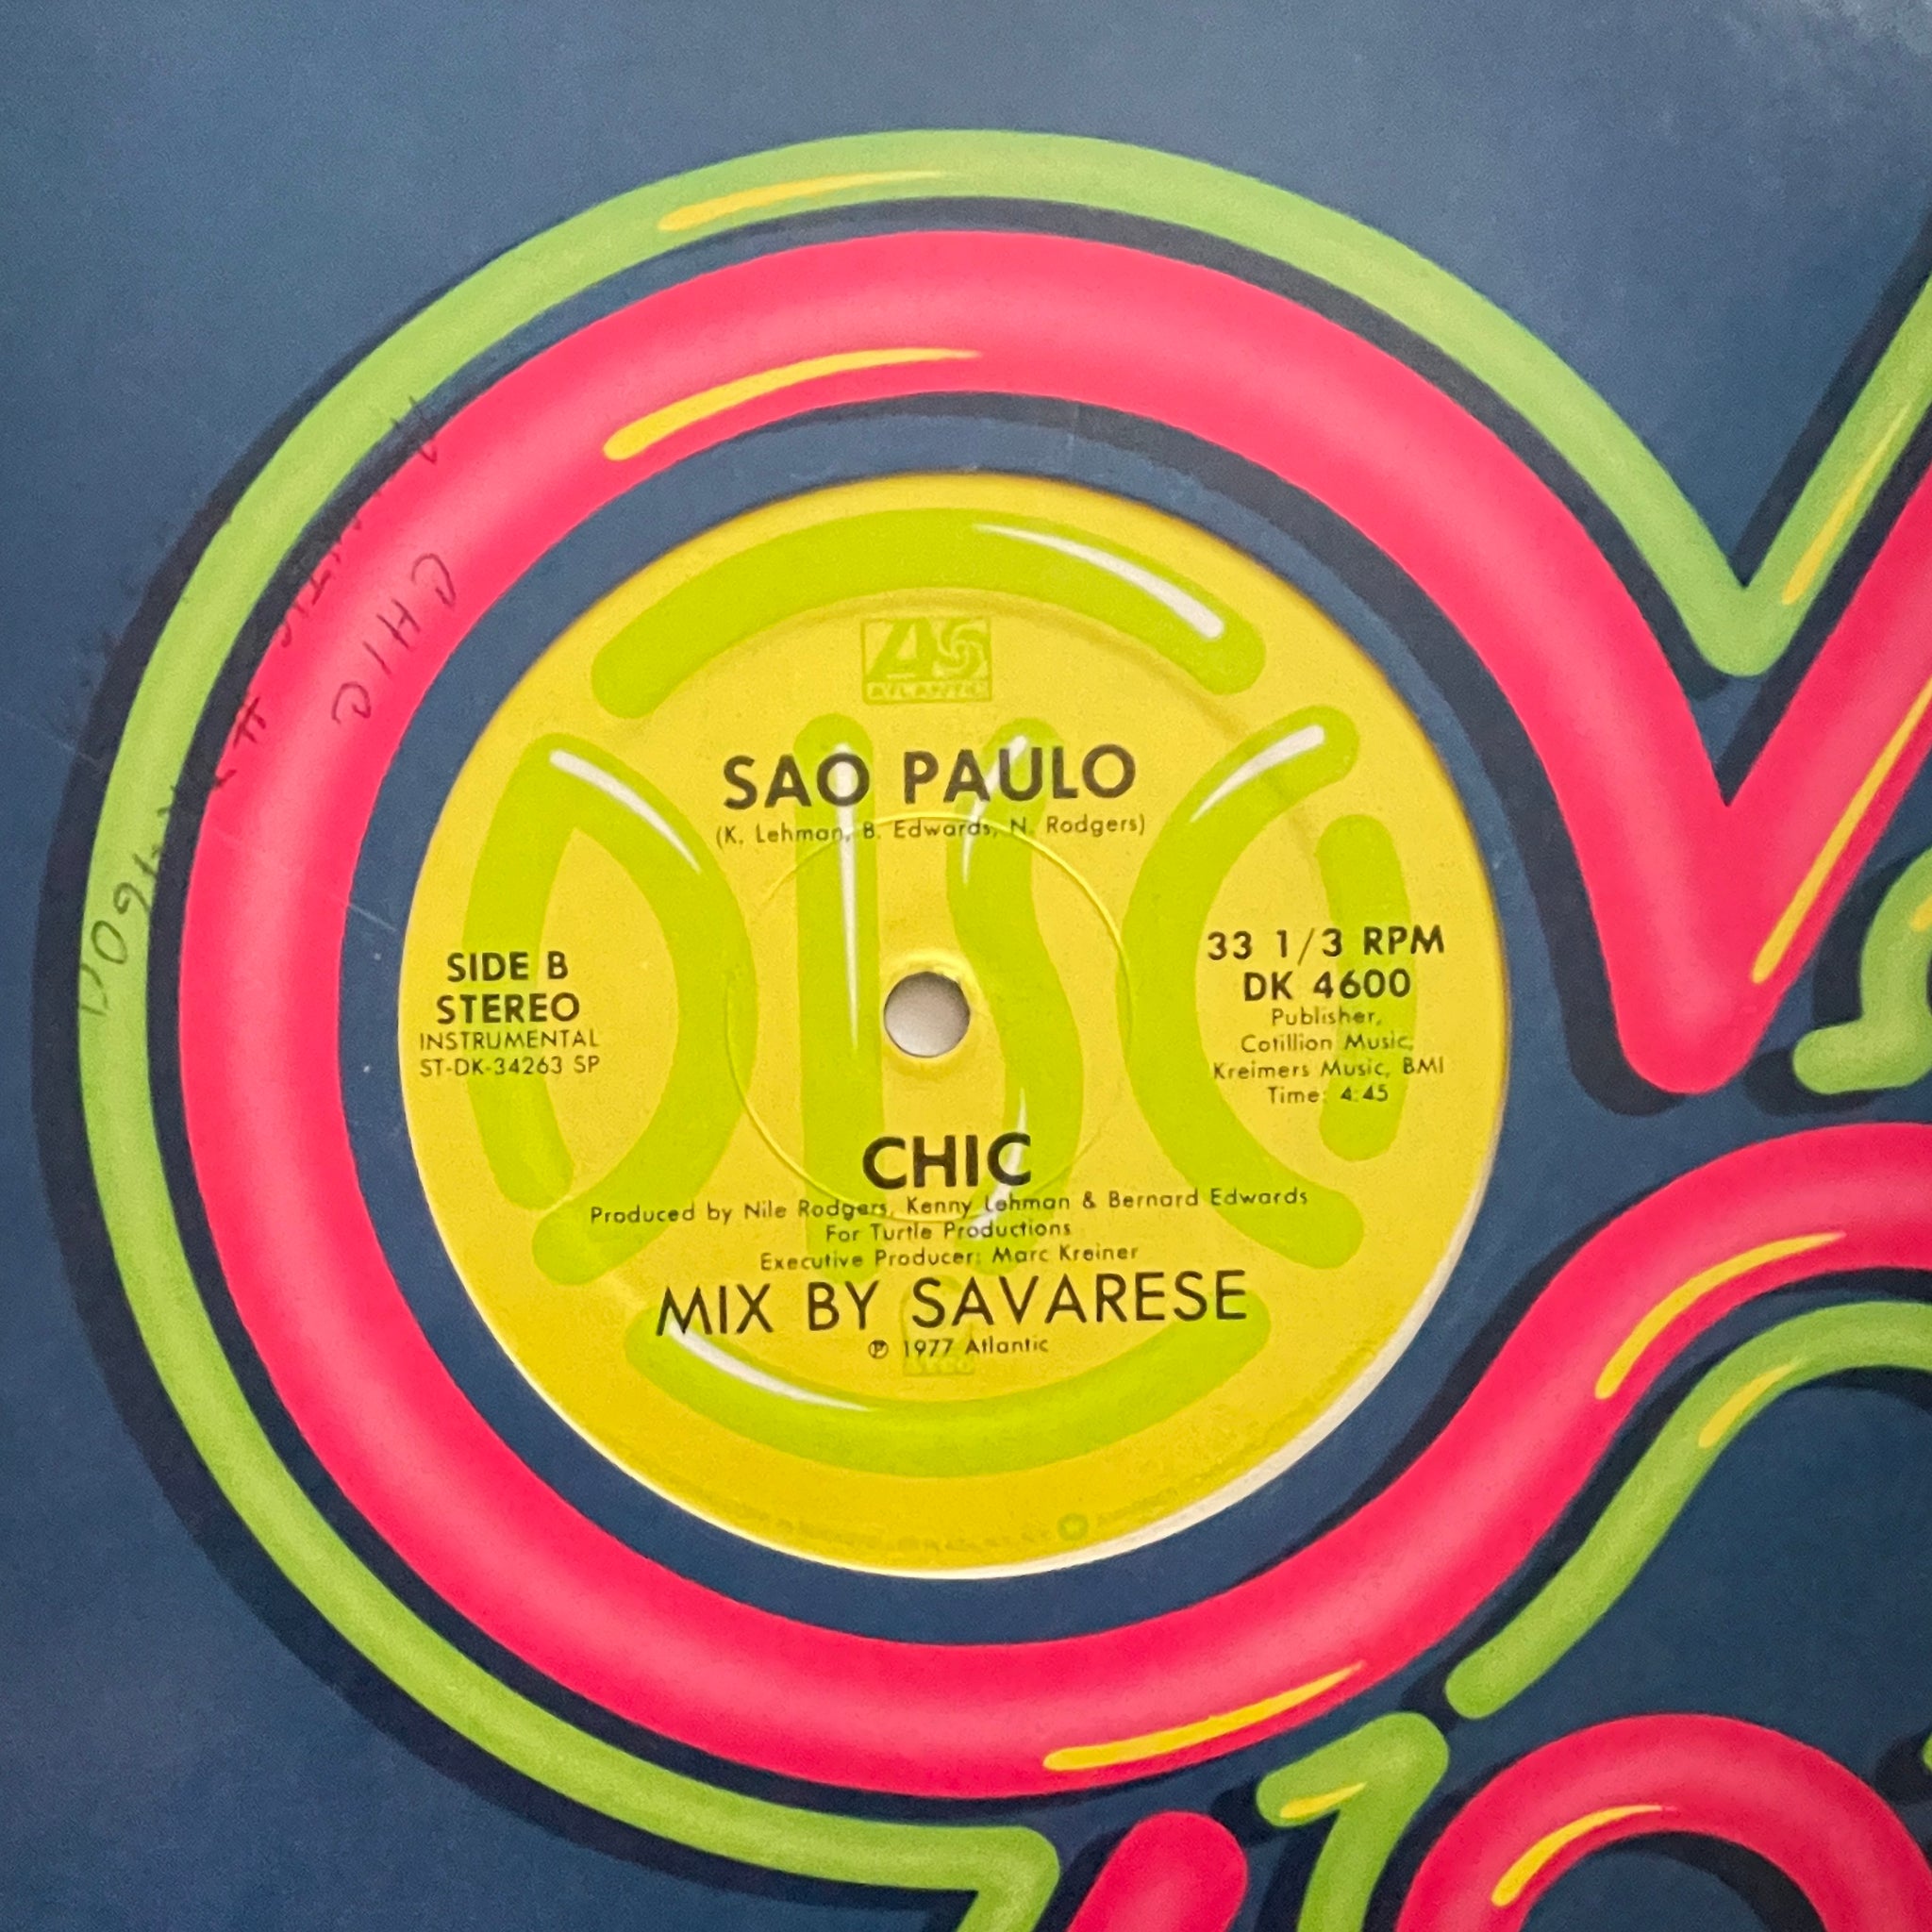 ATLANTIC
SAO PAULO
(K. Lehman, B. Edwards, N. Rodgers)
SIDE B
STEREO
INSTRUMENTAL
ST-DK-34263 SP
33 1/3 RPM
DK 4600
Publisher,
Cotillion Music,
Kreimers Music, BMI
Time: 4:45
DISCO
CHIC
Produced by Nile Rodgers, Kenny Lehman & Bernard Edwards
For Turtle Productions
Executive Producer: Marc Kreiner
MIX BY SAVARESE
℗ 1977 Atlantic
CHIC